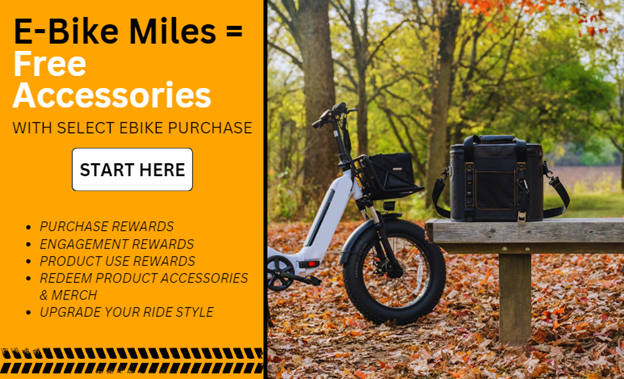 E-Bike Miles =
Free
Accessories
WITH SELECT EBIKE PURCHASE
START HERE
• PURCHASE REWARDS
• ENGAGEMENT REWARDS
• PRODUCT USE REWARDS
• REDEEM PRODUCT ACCESSORIES
& MERCH
• UPGRADE YOUR RIDE STYLE